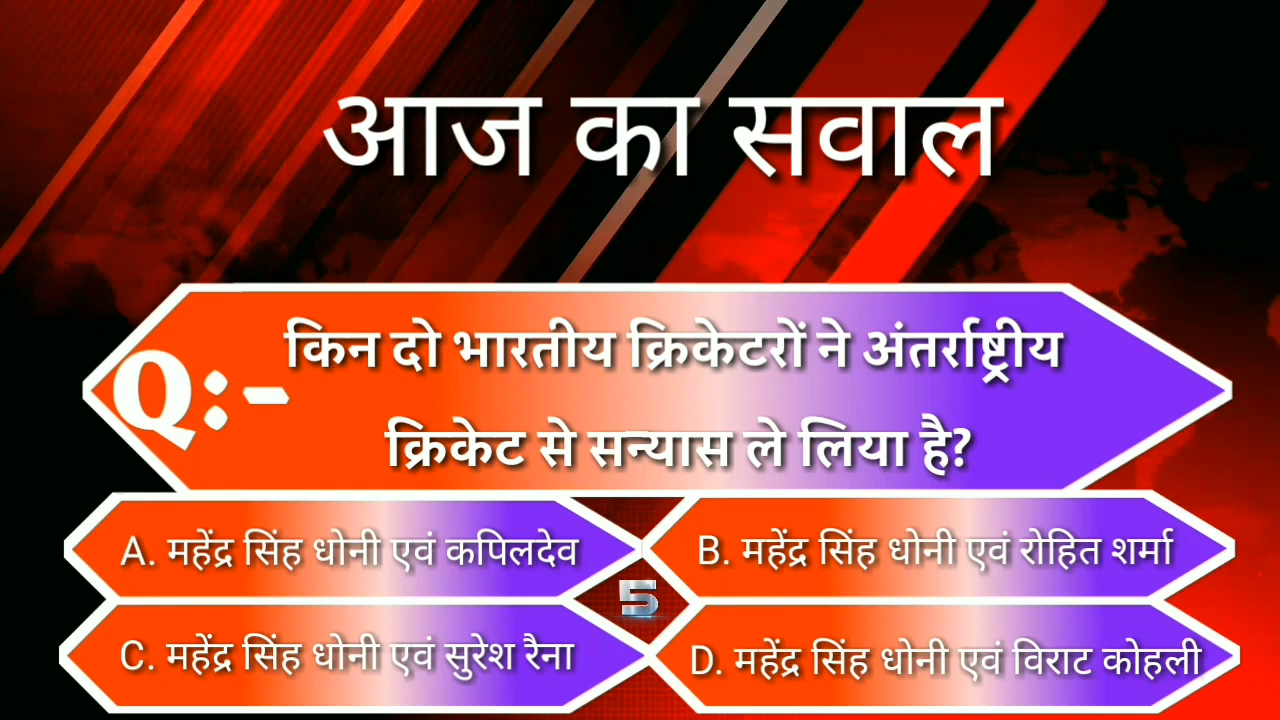 आज का सवाल
Q:-
किन दो भारतीय क्रिकेटरों ने अंतर्राष्ट्रीय
क्रिकेट से सन्यास ले लिया है?
A. महेंद्र सिंह धोनी एवं कपिलदेव
B. महेंद्र सिंह धोनी एवं रोहित शर्मा
5
C. महेंद्र सिंह धोनी एवं सुरेश रैना
D. महेंद्र सिंह धोनी एवं विराट कोहली